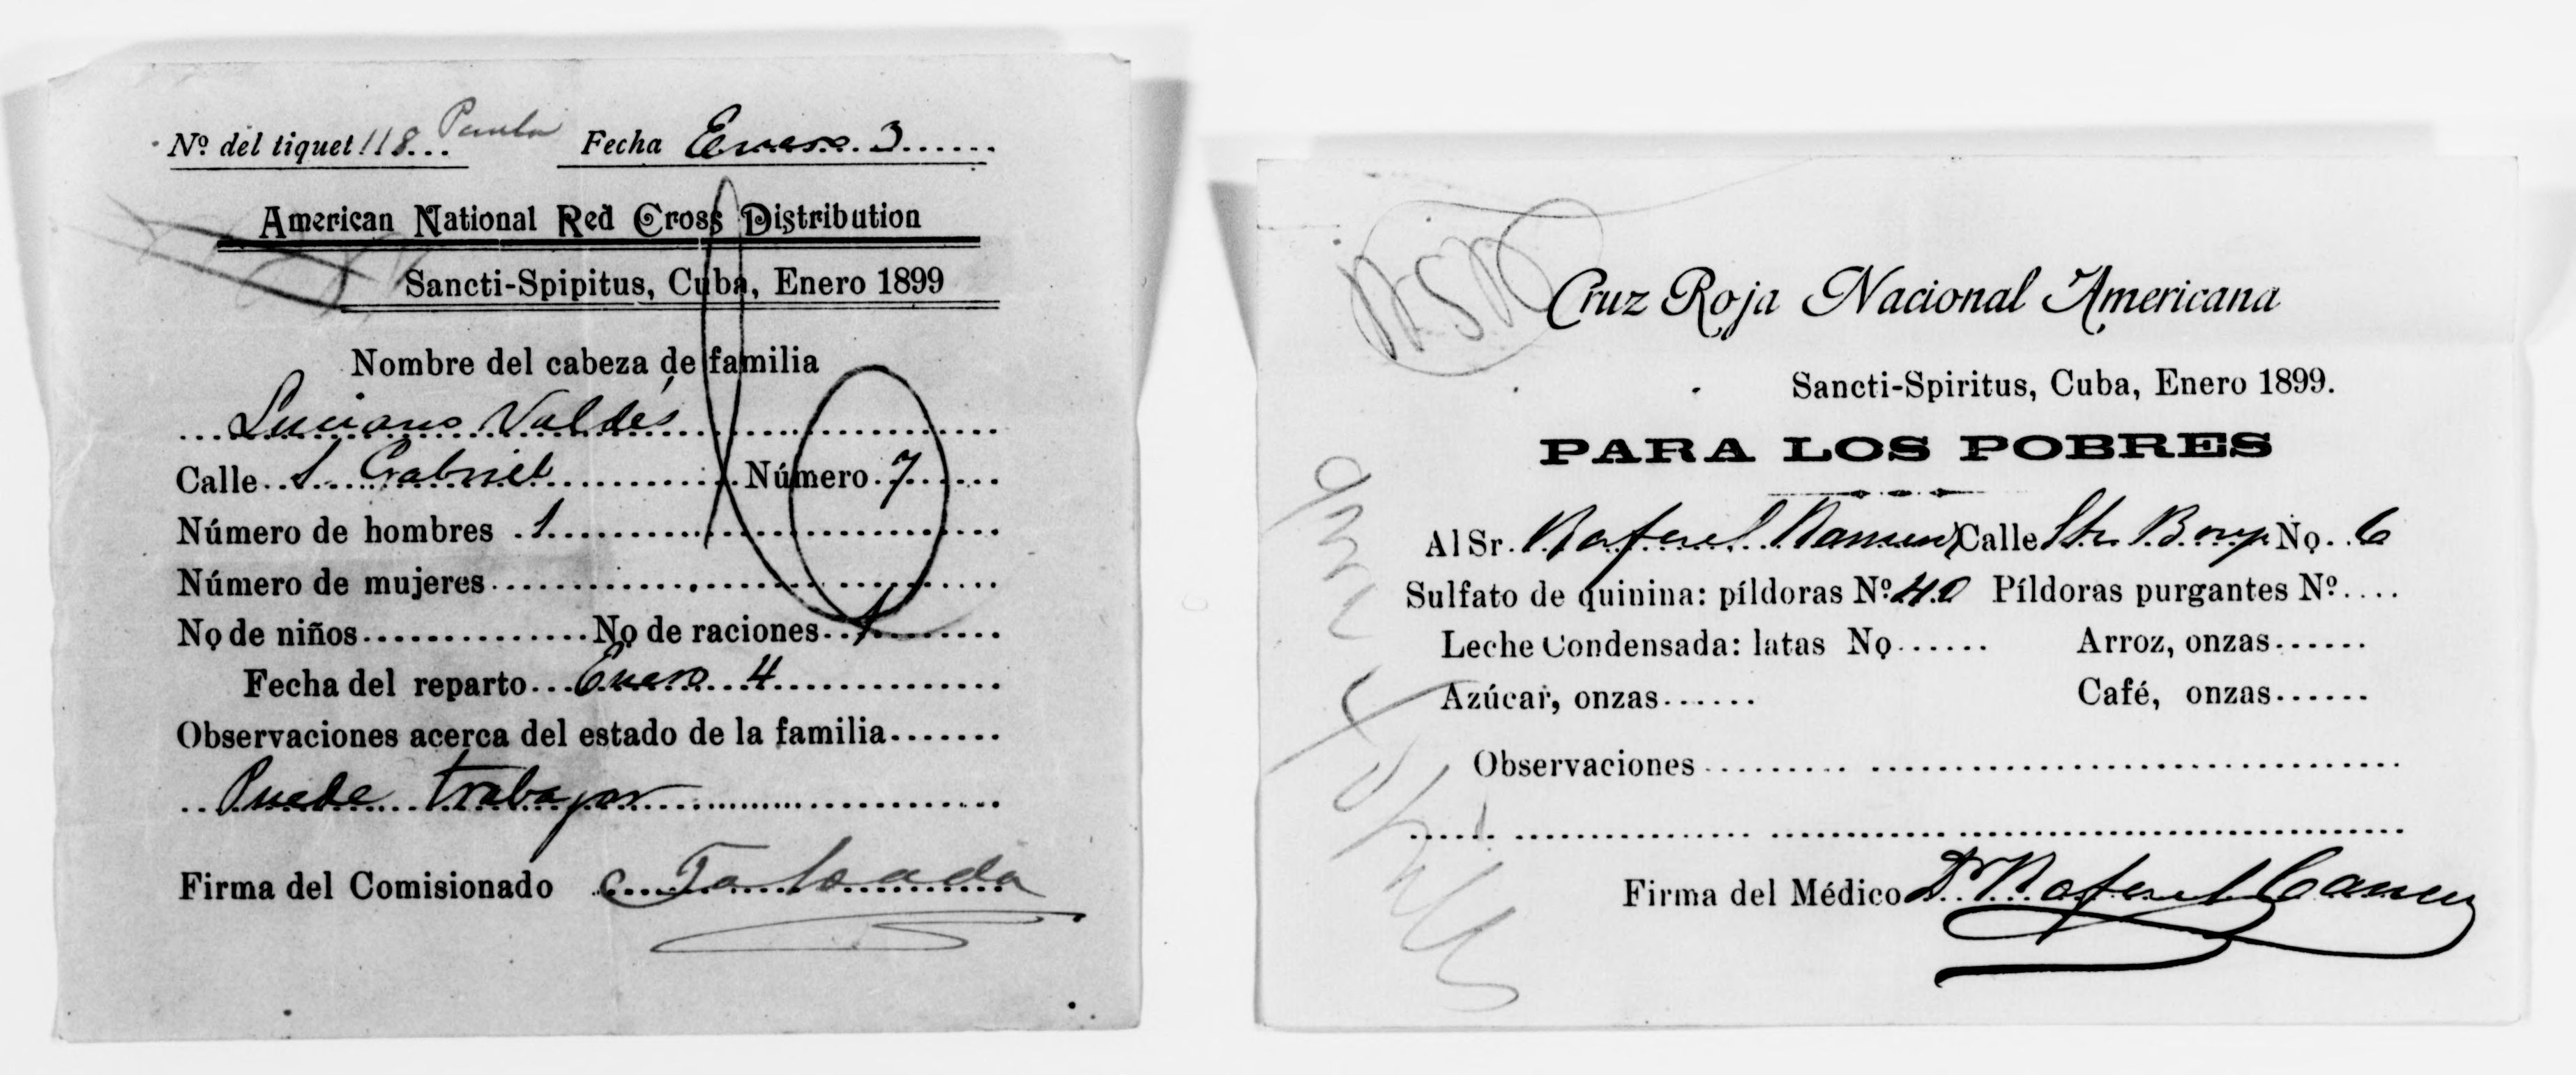 Nº del tiquet 118... Fecha Enero 3
American National Red Cross Distribution
Sancti-Spipitus, Cuba, Enero 1899
Nombre del cabeza de familia
Luciano Valdés
Calle S. Gabriel Número 7
Número de hombres 1
Número de mujeres
Nọ de niños Nọ de raciones 1
Fecha del reparto Enero 4
Observaciones acerca del estado de la familia
Puede trabajar
Firma del Comisionado C Taboada
Cruz Roja Nacional Americana
Sancti-Spiritus, Cuba, Enero 1899.
PARA LOS POBRES
Al Sr. Rafael Calle Nọ. 6
Sulfato de quinina: píldoras Nº 40 Píldoras purgantes Nº
Leche Condensada: latas Nọ Arroz, onzas
Azúcar, onzas Café, onzas
Observaciones
Firma del Médico Dr Rafael